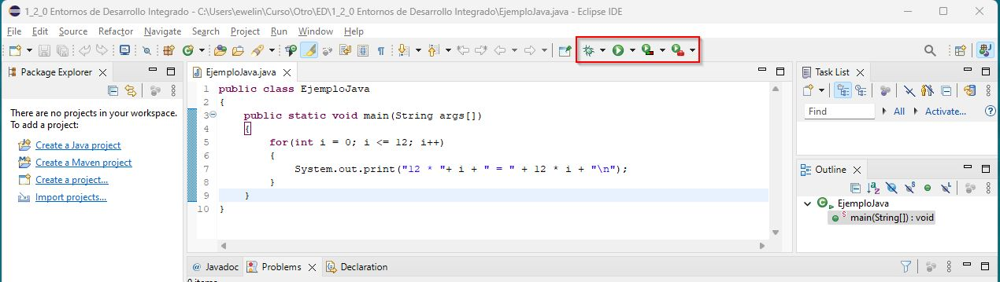 1_2_0 Entornos de Desarrollo Integrado - C:\Users\ewelin\Curso\Otro\ED\1_2_0 Entornos de Desarrollo Integrado\EjemploJava.java - Eclipse IDE
File Edit Source Refactor Navigate Search Project Run Window Help
Package Explorer
There are no projects in your workspace.
To add a project:
Create a Java project
Create a Maven project
Create a project...
Import projects...
EjemploJava.java
1 public class EjemploJava
2 {
3 public static void main(String args[])
4 {
5 for(int i = 0; i <= 12; i++)
6 {
7 System.out.print("12 * "+ i + " = " + 12 * i + "\n");
8 }
9 }
10 }
Task List
Find All Activate...
Outline
EjemploJava
main(String[]) : void
@ Javadoc Problems Declaration
0 items